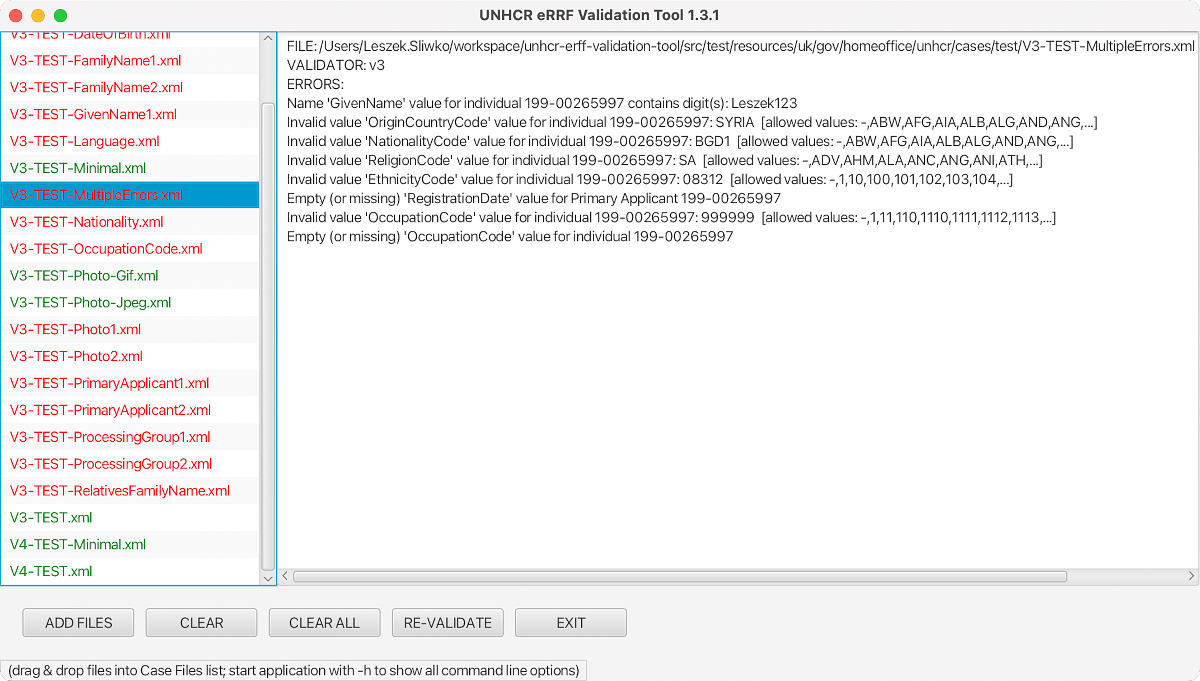 UNHCR eRRF Validation Tool 1.3.1
V3-TEST-DateOfBirth.xml
V3-TEST-FamilyName1.xml
V3-TEST-FamilyName2.xml
V3-TEST-GivenName1.xml
V3-TEST-Language.xml
V3-TEST-Minimal.xml
V3-TEST-MultipleErrors.xml
V3-TEST-Nationality.xml
V3-TEST-OccupationCode.xml
V3-TEST-Photo-Gif.xml
V3-TEST-Photo-Jpeg.xml
V3-TEST-Photo1.xml
V3-TEST-Photo2.xml
V3-TEST-PrimaryApplicant1.xml
V3-TEST-PrimaryApplicant2.xml
V3-TEST-ProcessingGroup1.xml
V3-TEST-ProcessingGroup2.xml
V3-TEST-RelativesFamilyName.xml
V3-TEST.xml
V4-TEST-Minimal.xml
V4-TEST.xml
FILE: /Users/Leszek.Sliwko/workspace/unhcr-erff-validation-tool/src/test/resources/uk/gov/homeoffice/unhcr/cases/test/V3-TEST-MultipleErrors.xml
VALIDATOR: v3
ERRORS:
Name 'GivenName' value for individual 199-00265997 contains digit(s): Leszek123
Invalid value 'OriginCountryCode' value for individual 199-00265997: SYRIA [allowed values: -,ABW,AFG,AIA,ALB,ALG,AND,ANG,...]
Invalid value 'NationalityCode' value for individual 199-00265997: BGD1 [allowed values: -,ABW,AFG,AIA,ALB,ALG,AND,ANG,...]
Invalid value 'ReligionCode' value for individual 199-00265997: SA [allowed values: -,ADV,AHM,ALA,ANC,ANG,ANI,ATH,...]
Invalid value 'EthnicityCode' value for individual 199-00265997: 08312 [allowed values: -,1,10,100,101,102,103,104,...]
Empty (or missing) 'RegistrationDate' value for Primary Applicant 199-00265997
Invalid value 'OccupationCode' value for individual 199-00265997: 999999 [allowed values: -,1,11,110,1110,1111,1112,1113,...]
Empty (or missing) 'OccupationCode' value for individual 199-00265997
ADD FILES
CLEAR
CLEAR ALL
RE-VALIDATE
EXIT
(drag & drop files into Case Files list; start application with -h to show all command line options)